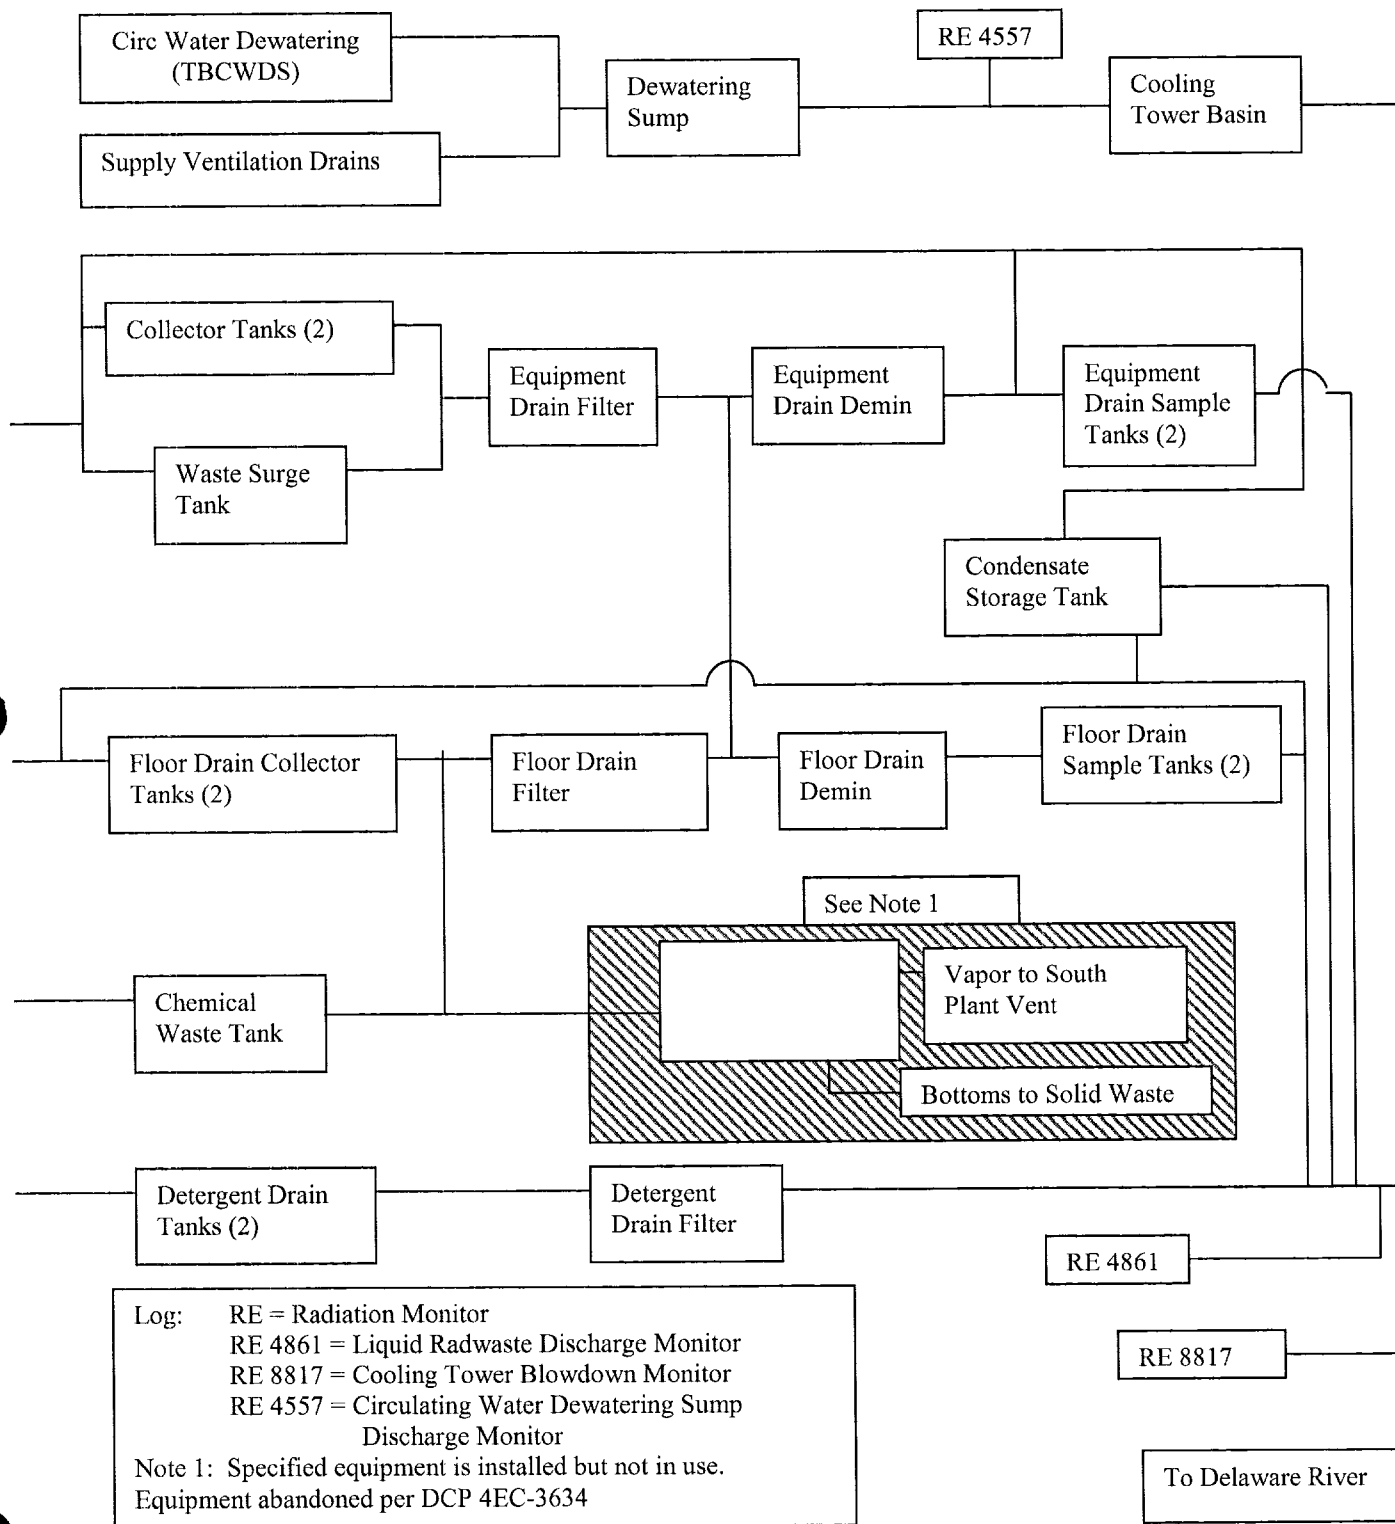 Circ Water Dewatering
(TBCWDS)
RE 4557
Dewatering
Sump
Cooling
Tower Basin
Supply Ventilation Drains
Collector Tanks (2)
Equipment
Drain Filter
Equipment
Drain Demin
Equipment
Drain Sample
Tanks (2)
Waste Surge
Tank
Condensate
Storage Tank
Floor Drain Collector
Tanks (2)
Floor Drain
Filter
Floor Drain
Demin
Floor Drain
Sample Tanks (2)
See Note 1
Chemical
Waste Tank
Vapor to South
Plant Vent
Bottoms to Solid Waste
Detergent Drain
Tanks (2)
Detergent
Drain Filter
RE 4861
RE 8817
To Delaware River
Log: RE = Radiation Monitor
RE 4861 = Liquid Radwaste Discharge Monitor
RE 8817 = Cooling Tower Blowdown Monitor
RE 4557 = Circulating Water Dewatering Sump
Discharge Monitor
Note 1: Specified equipment is installed but not in use.
Equipment abandoned per DCP 4EC-3634